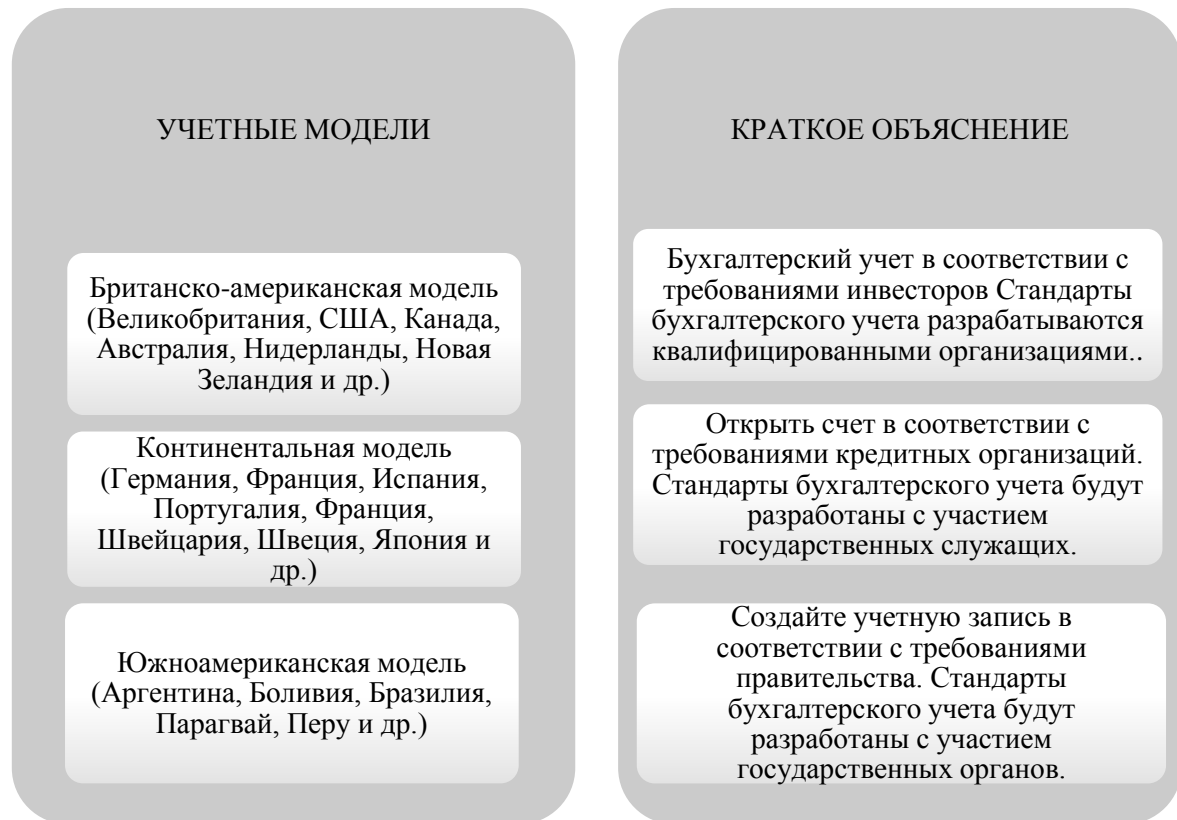 УЧЕТНЫЕ МОДЕЛИ
Британско-американская модель
(Великобритания, США, Канада,
Австралия, Нидерланды, Новая
Зеландия и др.)
Континентальная модель
(Германия, Франция, Испания,
Португалия, Франция,
Швейцария, Швеция, Япония и
др.)
Южноамериканская модель
(Аргентина, Боливия, Бразилия,
Парагвай, Перу и др.)
КРАТКОЕ ОБЪЯСНЕНИЕ
Бухгалтерский учет в соответствии с
требованиями инвесторов Стандарты
бухгалтерского учета разрабатываются
квалифицированными организациями..
Открыть счет в соответствии с
требованиями кредитных организаций.
Стандарты бухгалтерского учета будут
разработаны с участием
государственных служащих.
Создайте учетную запись в
соответствии с требованиями
правительства. Стандарты
бухгалтерского учета будут
разработаны с участием
государственных органов.